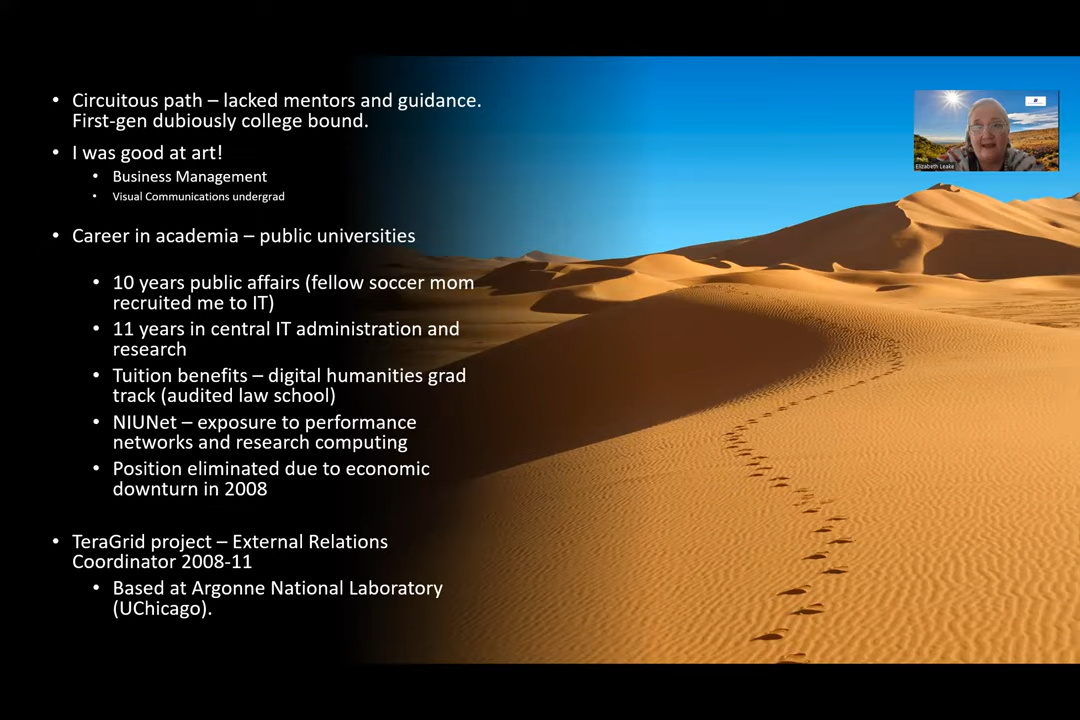 • Circuitous path – lacked mentors and guidance.
First-gen dubiously college bound.
• I was good at art!
• Business Management
• Visual Communications undergrad
• Career in academia – public universities
• 10 years public affairs (fellow soccer mom
recruited me to IT)
• 11 years in central IT administration and
research
• Tuition benefits – digital humanities grad
track (audited law school)
• NIUNet – exposure to performance
networks and research computing
• Position eliminated due to economic
downturn in 2008
• TeraGrid project – External Relations
Coordinator 2008-11
• Based at Argonne National Laboratory
(UChicago).
Elizabeth Leake